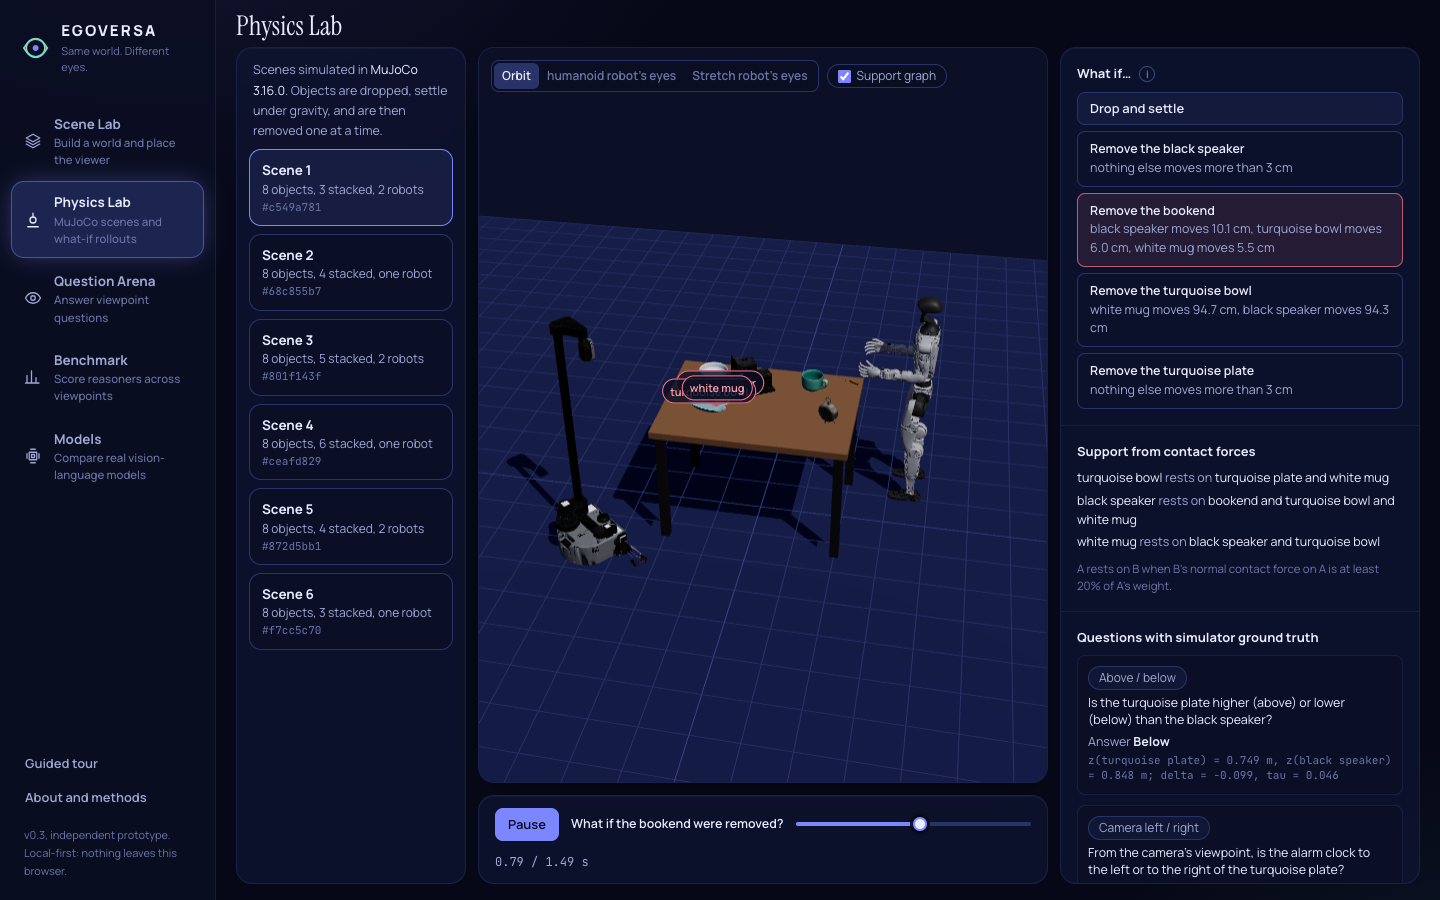 EGOVERSA
Same world. Different
eyes.
Scene Lab
Build a world and place
the viewer
Physics Lab
MuJoCo scenes and
what-if rollouts
Question Arena
Answer viewpoint
questions
Benchmark
Score reasoners across
viewpoints
Models
Compare real vision-
language models
Guided tour
About and methods
v0.3, independent prototype.
Local-first: nothing leaves this
browser.
Physics Lab
Scenes simulated in MuJoCo
3.16.0. Objects are dropped, settle
under gravity, and are then
removed one at a time.
Scene 1
8 objects, 3 stacked, 2 robots
#c549a781
Scene 2
8 objects, 4 stacked, one robot
#68c855b7
Scene 3
8 objects, 5 stacked, 2 robots
#801f143f
Scene 4
8 objects, 6 stacked, one robot
#ceafd829
Scene 5
8 objects, 4 stacked, 2 robots
#872d5bb1
Scene 6
8 objects, 3 stacked, one robot
#f7cc5c70
Orbit humanoid robot's eyes Stretch robot's eyes Support graph
white mug
Pause What if the bookend were removed?
0.79 / 1.49 s
What if... i
Drop and settle
Remove the black speaker
nothing else moves more than 3 cm
Remove the bookend
black speaker moves 10.1 cm, turquoise bowl moves
6.0 cm, white mug moves 5.5 cm
Remove the turquoise bowl
white mug moves 94.7 cm, black speaker moves 94.3
cm
Remove the turquoise plate
nothing else moves more than 3 cm
Support from contact forces
turquoise bowl rests on turquoise plate and white mug
black speaker rests on bookend and turquoise bowl and
white mug
white mug rests on black speaker and turquoise bowl
A rests on B when B's normal contact force on A is at least
20% of A's weight.
Questions with simulator ground truth
Above / below
Is the turquoise plate higher (above) or lower
(below) than the black speaker?
Answer Below
z(turquoise plate) = 0.749 m, z(black speaker)
= 0.848 m; delta = -0.099, tau = 0.046
Camera left / right
From the camera's viewpoint, is the alarm clock to
the left or to the right of the turquoise plate?